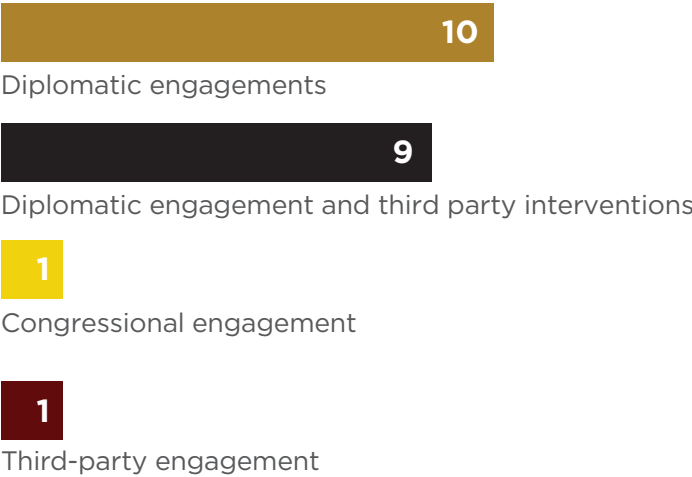 10
Diplomatic engagements
9
Diplomatic engagement and third party interventions
1
Congressional engagement
1
Third-party engagement